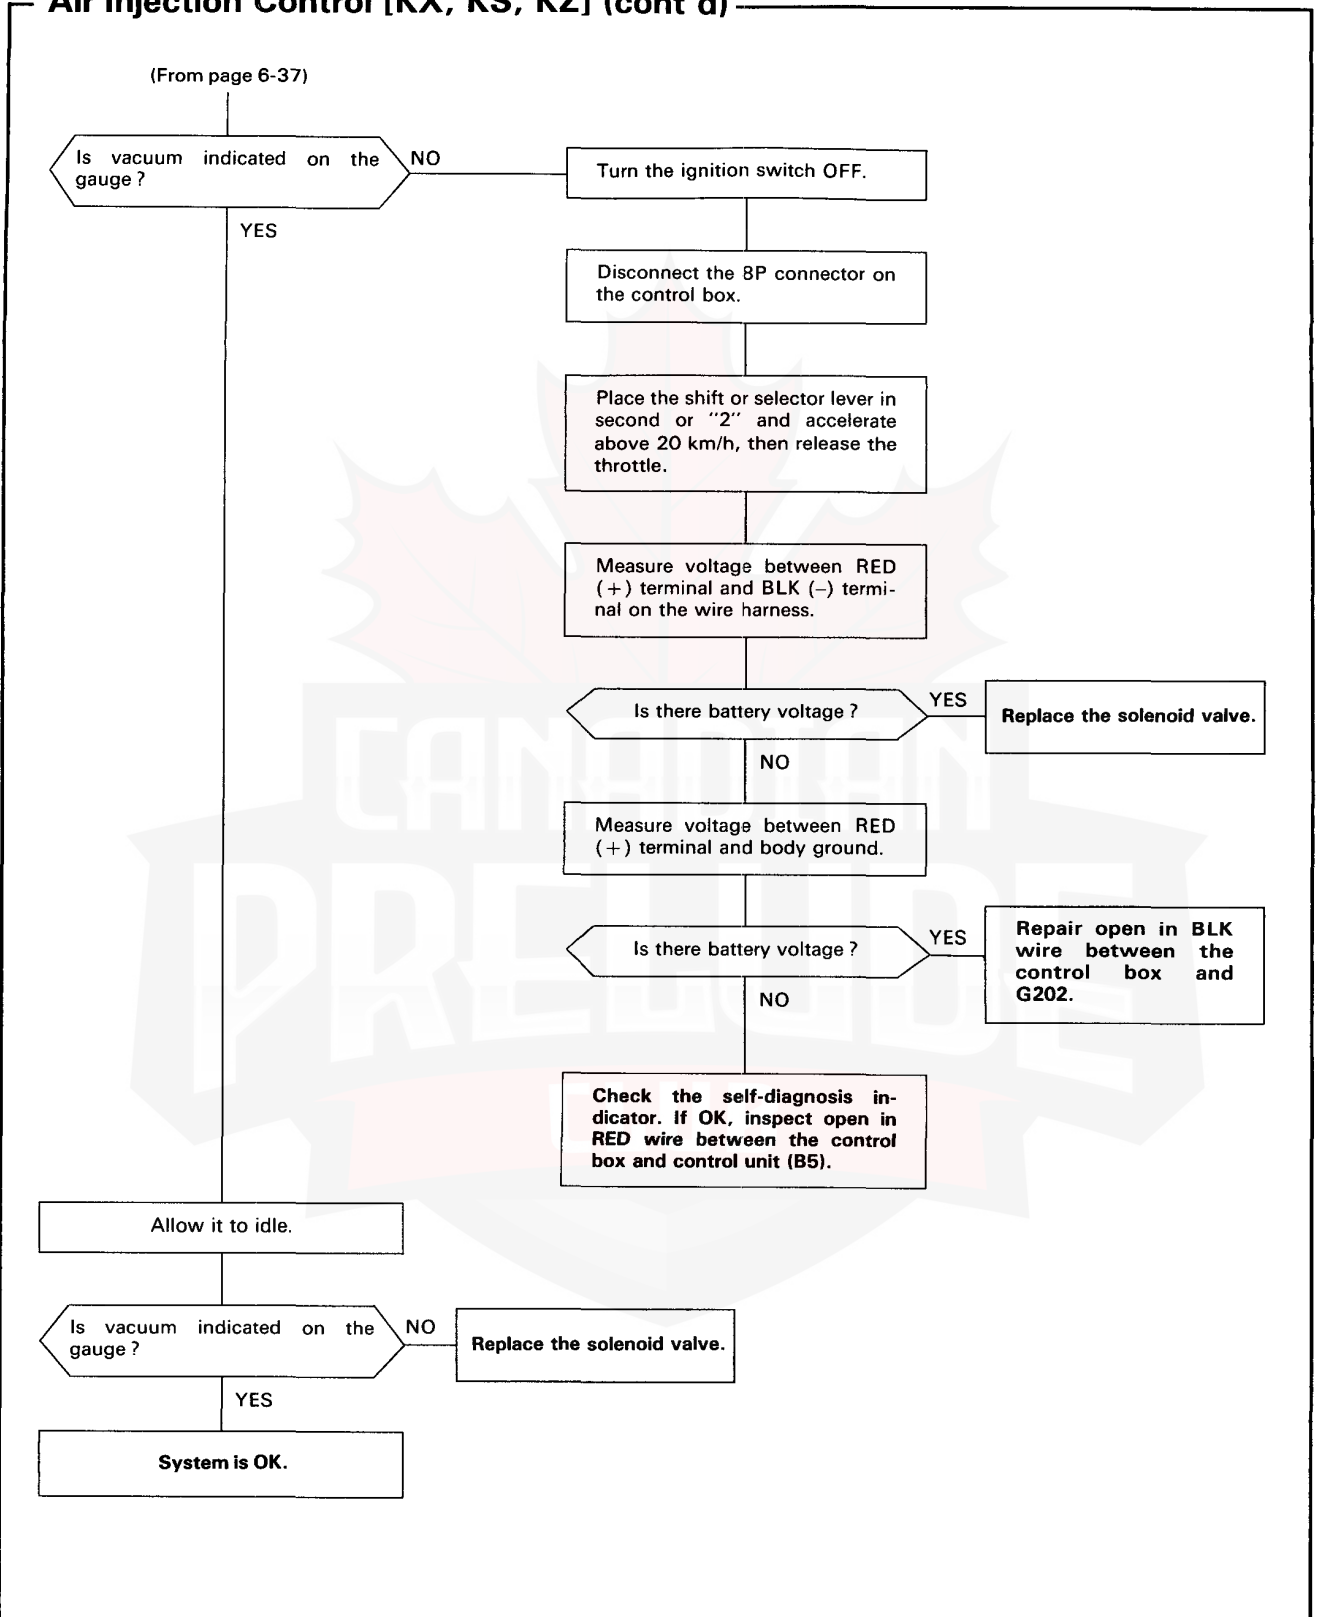 Air Injection Control [KX, KS, KZ] (cont'd)
(From page 6-37)
Is vacuum indicated on the
gauge ?
NO
Turn the ignition switch OFF.
YES
Disconnect the 8P connector on
the control box.
Place the shift or selector lever in
second or "2" and accelerate
above 20 km/h, then release the
throttle.
Measure voltage between RED
(+) terminal and BLK (–) termi-
nal on the wire harness.
Is there battery voltage ?
YES
Replace the solenoid valve.
NO
Measure voltage between RED
(+) terminal and body ground.
Is there battery voltage ?
YES
Repair open in BLK
wire between the
control box and
G202.
NO
Check the self-diagnosis in-
dicator. If OK, inspect open in
RED wire between the control
box and control unit (B5).
Allow it to idle.
Is vacuum indicated on the
gauge ?
NO
Replace the solenoid valve.
YES
System is OK.
CANADIAN
PRELUDE
CLUB